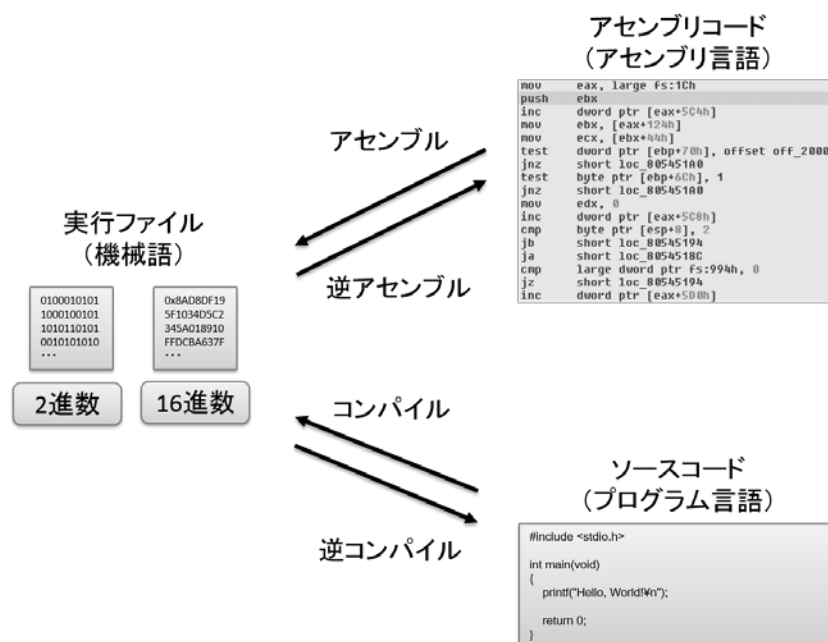 アセンブリコード
（アセンブリ言語）
mov eax, large fs:1Ch
push ebx
inc dword ptr [eax+5C4h]
mov ebx, [eax+124h]
mov ecx, [ebx+44h]
test dword ptr [ebp+70h], offset off_2000
jnz short loc_805451A0
test byte ptr [ebp+6Ch], 1
jnz short loc_805451A0
mov edx, 0
inc dword ptr [eax+5C8h]
cmp byte ptr [esp+8], 2
jb short loc_80545194
ja short loc_8054518C
cmp large dword ptr fs:994h, 0
jz short loc_80545194
inc dword ptr [eax+5D0h]
アセンブル
逆アセンブル
実行ファイル
（機械語）
0100010101
1000100101
1010110101
0010101010
...
0x8AD8DF19
5F1034D5C2
345A018910
FFDCBA637F
...
2進数
16進数
コンパイル
逆コンパイル
ソースコード
（プログラム言語）
#include <stdio.h>
int main(void)
{
printf("Hello, World!¥n");
return 0;
}